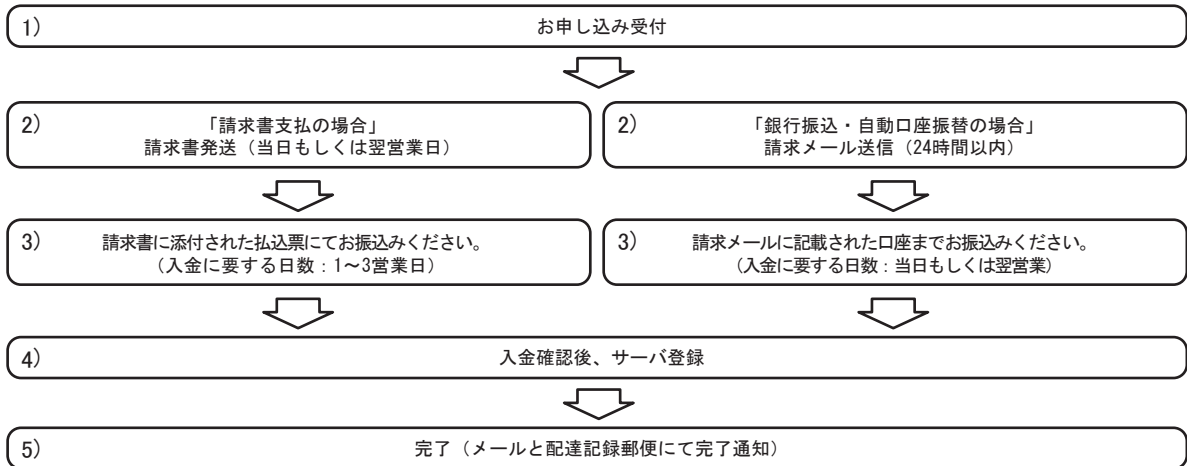 1) お申し込み受付
2) 「請求書支払の場合」
請求書発送（当日もしくは翌営業日）
2) 「銀行振込・自動口座振替の場合」
請求メール送信（24時間以内）
3) 請求書に添付された払込票にてお振込みください。
（入金に要する日数：1～3営業日）
3) 請求メールに記載された口座までお振込みください。
（入金に要する日数：当日もしくは翌営業）
4) 入金確認後、サーバ登録
5) 完了（メールと配達記録郵便にて完了通知）